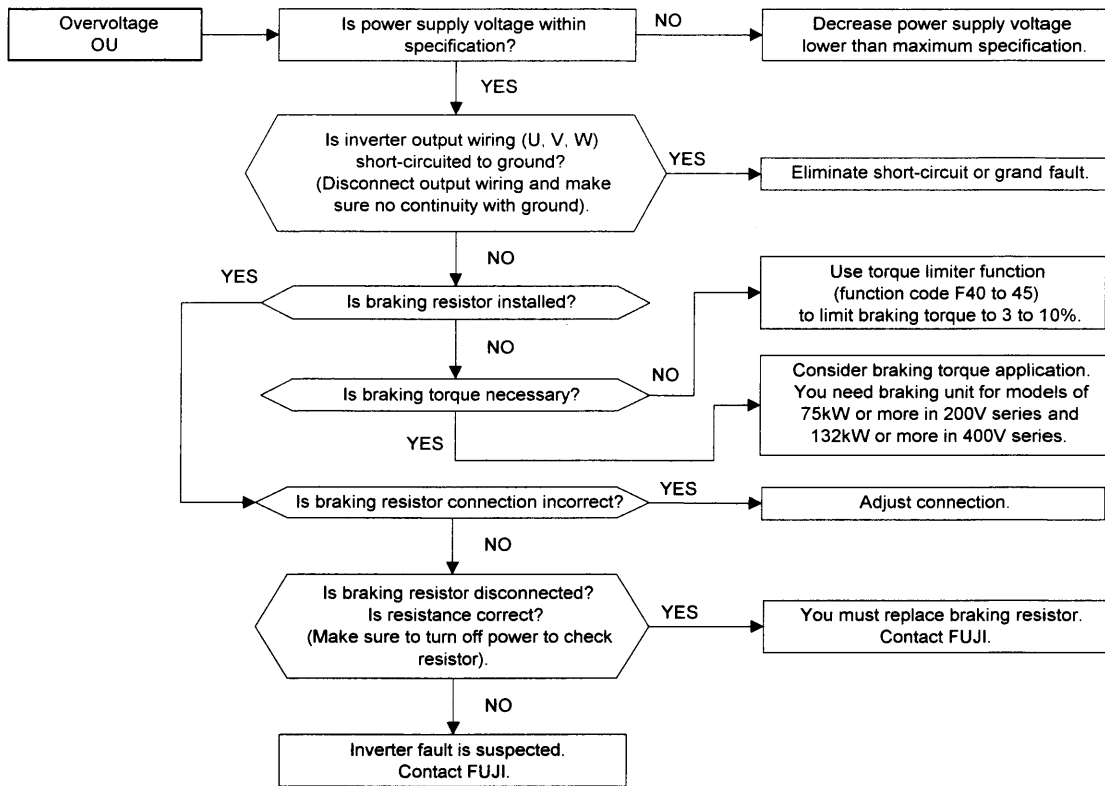 Overvoltage
OU
Is power supply voltage within
specification?
NO
Decrease power supply voltage
lower than maximum specification.
YES
Is inverter output wiring (U, V, W)
short-circuited to ground?
(Disconnect output wiring and make
sure no continuity with ground).
YES
Eliminate short-circuit or grand fault.
NO
YES
Is braking resistor installed?
Use torque limiter function
(function code F40 to 45)
to limit braking torque to 3 to 10%.
NO
Is braking torque necessary?
NO
YES
Consider braking torque application.
You need braking unit for models of
75kW or more in 200V series and
132kW or more in 400V series.
Is braking resistor connection incorrect?
YES
Adjust connection.
NO
Is braking resistor disconnected?
Is resistance correct?
(Make sure to turn off power to check
resistor).
YES
You must replace braking resistor.
Contact FUJI.
NO
Inverter fault is suspected.
Contact FUJI.